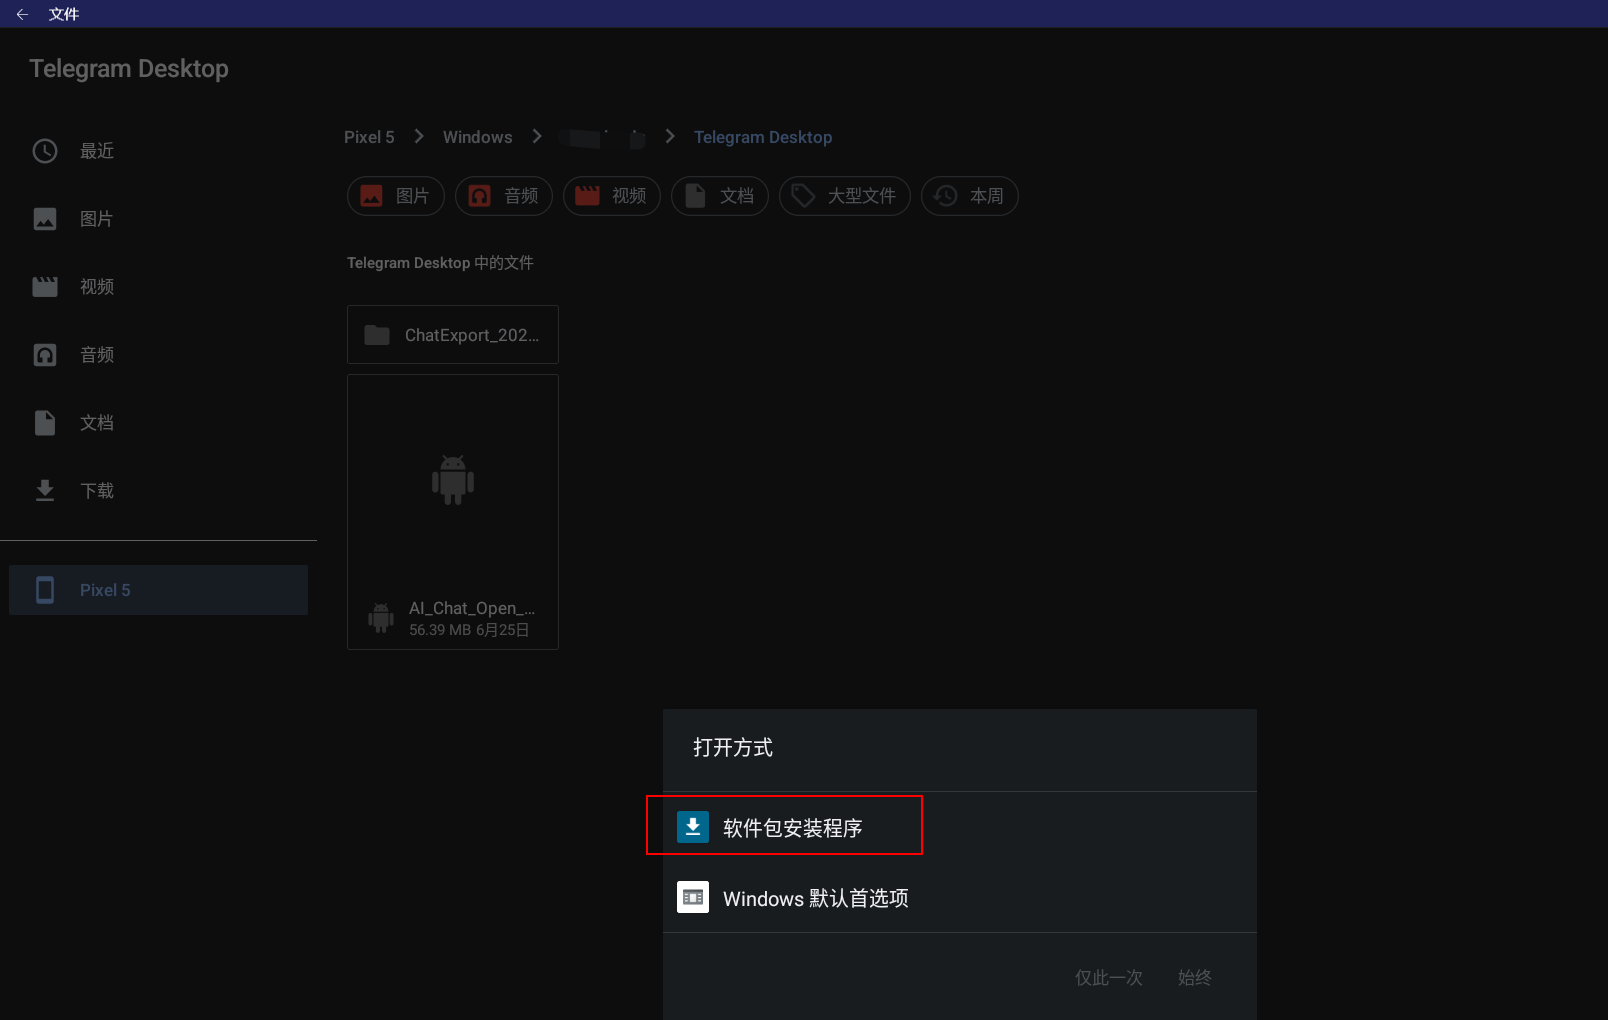 文件
Telegram Desktop
最近
图片
视频
音频
文档
下载
Pixel 5
Pixel 5 Windows Telegram Desktop
图片 音频 视频 文档 大型文件 本周
Telegram Desktop 中的文件
ChatExport_202...
AI_Chat_Open_...
56.39 MB 6月25日
打开方式
软件包安装程序
Windows 默认首选项
仅此一次 始终